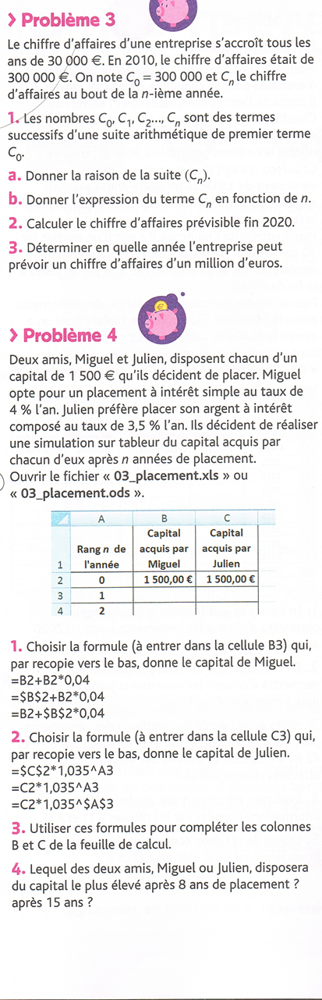 > Problème 3
Le chiffre d'affaires d'une entreprise s'accroît tous les
ans de 30 000 €. En 2010, le chiffre d'affaires était de
300 000 €. On note C₀ = 300 000 et Cₙ le chiffre
d'affaires au bout de la n-ième année.
1. Les nombres C₀, C₁, C₂..., Cₙ sont des termes
successifs d'une suite arithmétique de premier terme
C₀.
a. Donner la raison de la suite (Cₙ).
b. Donner l'expression du terme Cₙ en fonction de n.
2. Calculer le chiffre d'affaires prévisible fin 2020.
3. Déterminer en quelle année l'entreprise peut
prévoir un chiffre d'affaires d'un million d'euros.
> Problème 4
Deux amis, Miguel et Julien, disposent chacun d'un
capital de 1 500 € qu'ils décident de placer. Miguel
opte pour un placement à intérêt simple au taux de
4 % l'an. Julien préfère placer son argent à intérêt
composé au taux de 3,5 % l'an. Ils décident de réaliser
une simulation sur tableur du capital acquis par
chacun d'eux après n années de placement.
Ouvrir le fichier « 03_placement.xls » ou
« 03_placement.ods ».
A B C
Capital Capital
Rang n de acquis par acquis par
1 l'année Miguel Julien
2 0 1 500,00 € 1 500,00 €
3 1
4 2
1. Choisir la formule (à entrer dans la cellule B3) qui,
par recopie vers le bas, donne le capital de Miguel.
=B2+B2*0,04
=$B$2+B2*0,04
=B2+$B$2*0,04
2. Choisir la formule (à entrer dans la cellule C3) qui,
par recopie vers le bas, donne le capital de Julien.
=$C$2*1,035^A3
=C2*1,035^A3
=C2*1,035^$A$3
3. Utiliser ces formules pour compléter les colonnes
B et C de la feuille de calcul.
4. Lequel des deux amis, Miguel ou Julien, disposera
du capital le plus élevé après 8 ans de placement ?
après 15 ans ?